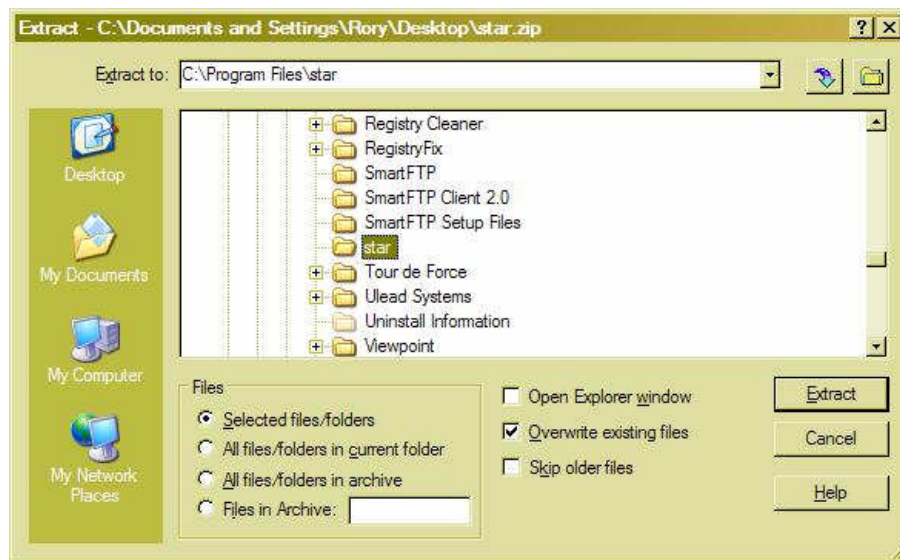 Extract - C:\Documents and Settings\Rory\Desktop\star.zip
Extract to: C:\Program Files\star
Desktop
My Documents
My Computer
My Network
Places
Registry Cleaner
RegistryFix
SmartFTP
SmartFTP Client 2.0
SmartFTP Setup Files
star
Tour de Force
Ulead Systems
Uninstall Information
Viewpoint
Files
Selected files/folders
All files/folders in current folder
All files/folders in archive
Files in Archive:
Open Explorer window
Overwrite existing files
Skip older files
Extract
Cancel
Help